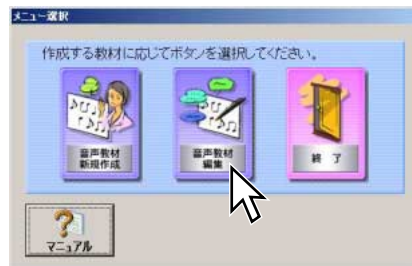 メニュー選択
作成する教材に応じてボタンを選択してください。
音声教材
新規作成
音声教材
編集
終 了
マニュアル